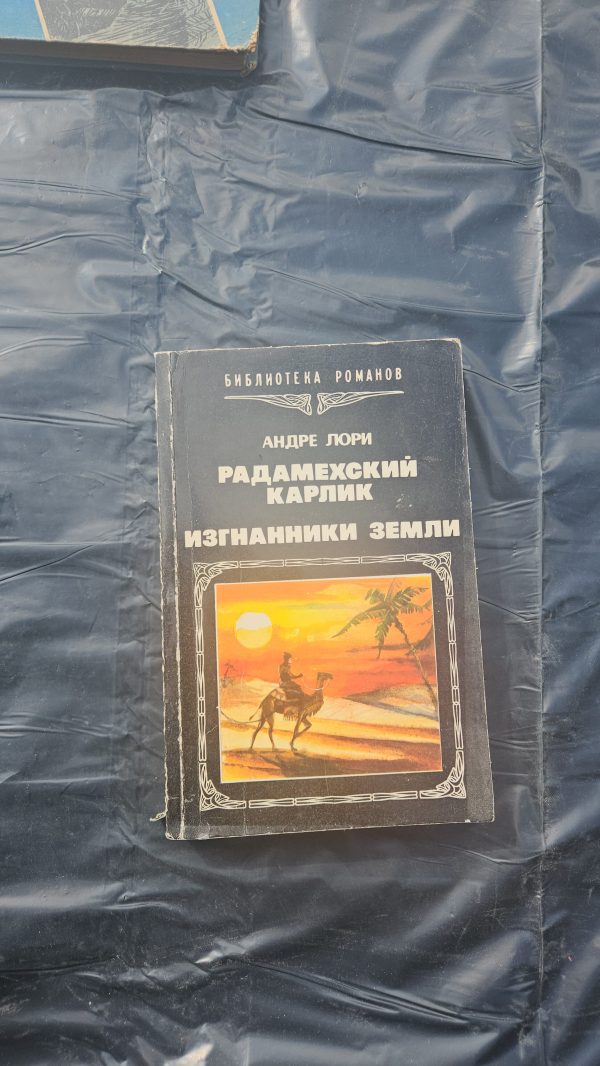 БИБЛИОТЕКА РОМАНОВ
АНДРЕ ЛОРИ
РАДАМЕХСКИЙ
КАРЛИК
ИЗГНАННИКИ ЗЕМЛИ